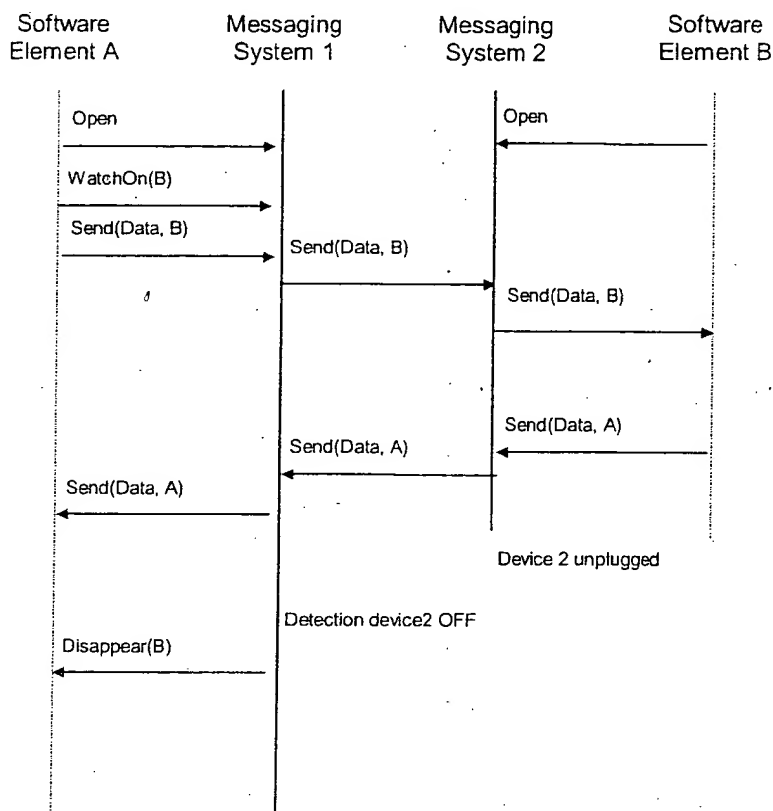 Software
Element A
Messaging
System 1
Messaging
System 2
Software
Element B
Open
Open
WatchOn(B)
Send(Data, B)
Send(Data, B)
Send(Data, B)
Send(Data, A)
Send(Data, A)
Send(Data, A)
Device 2 unplugged
Detection device2 OFF
Disappear(B)